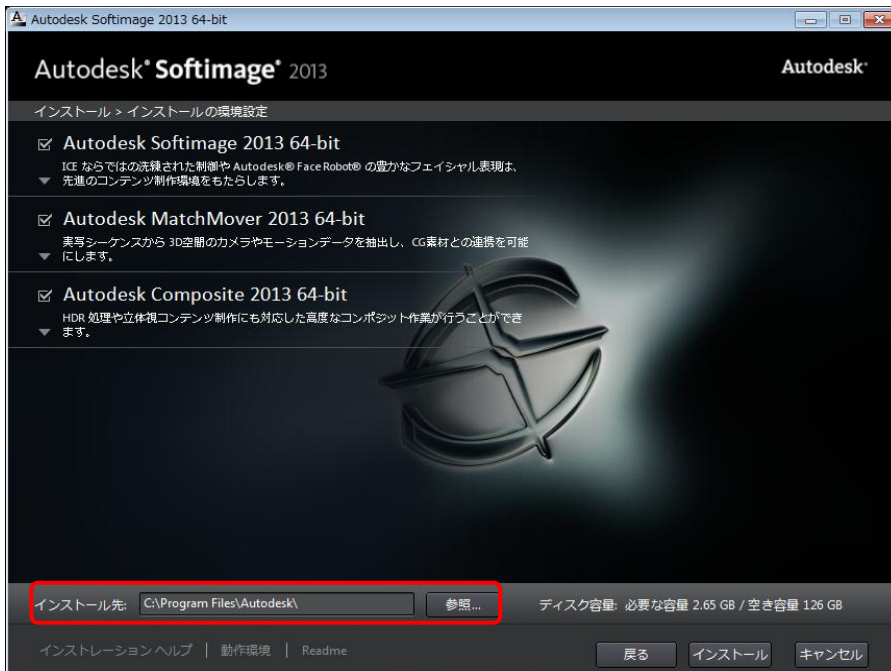 Autodesk Softimage 2013 64-bit
Autodesk® Softimage® 2013
Autodesk®
インストール > インストールの環境設定
Autodesk Softimage 2013 64-bit
ICE ならではの洗練された制御や Autodesk® Face Robot® の豊かなフェイシャル表現は、
先進のコンテンツ制作環境をもたらします。
Autodesk MatchMover 2013 64-bit
実写シーケンスから 3D空間のカメラやモーションデータを抽出し、CG素材との連携を可能
にします。
Autodesk Composite 2013 64-bit
HDR 処理や立体視コンテンツ制作にも対応した高度なコンポジット作業が行うことができ
ます。
インストール先: C:\Program Files\Autodesk\ 参照... ディスク容量: 必要な容量 2.65 GB / 空き容量 126 GB
インストレーション ヘルプ | 動作環境 | Readme 戻る インストール キャンセル